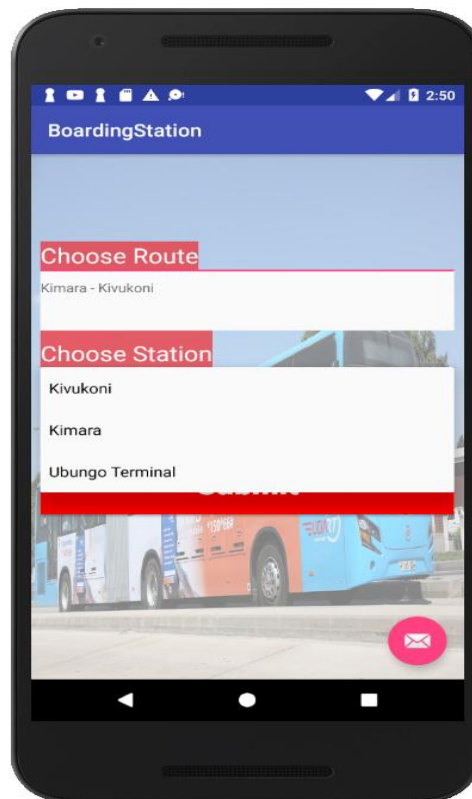 2:50
BoardingStation
Choose Route
Kimara - Kivukoni
Choose Station
Kivukoni
Kimara
Ubungo Terminal